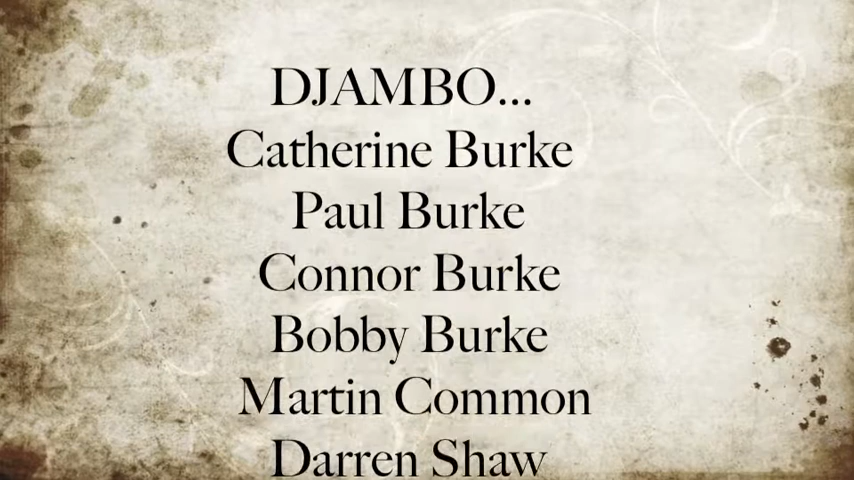 DJAMBO...
Catherine Burke
Paul Burke
Connor Burke
Bobby Burke
Martin Common
Darren Shaw